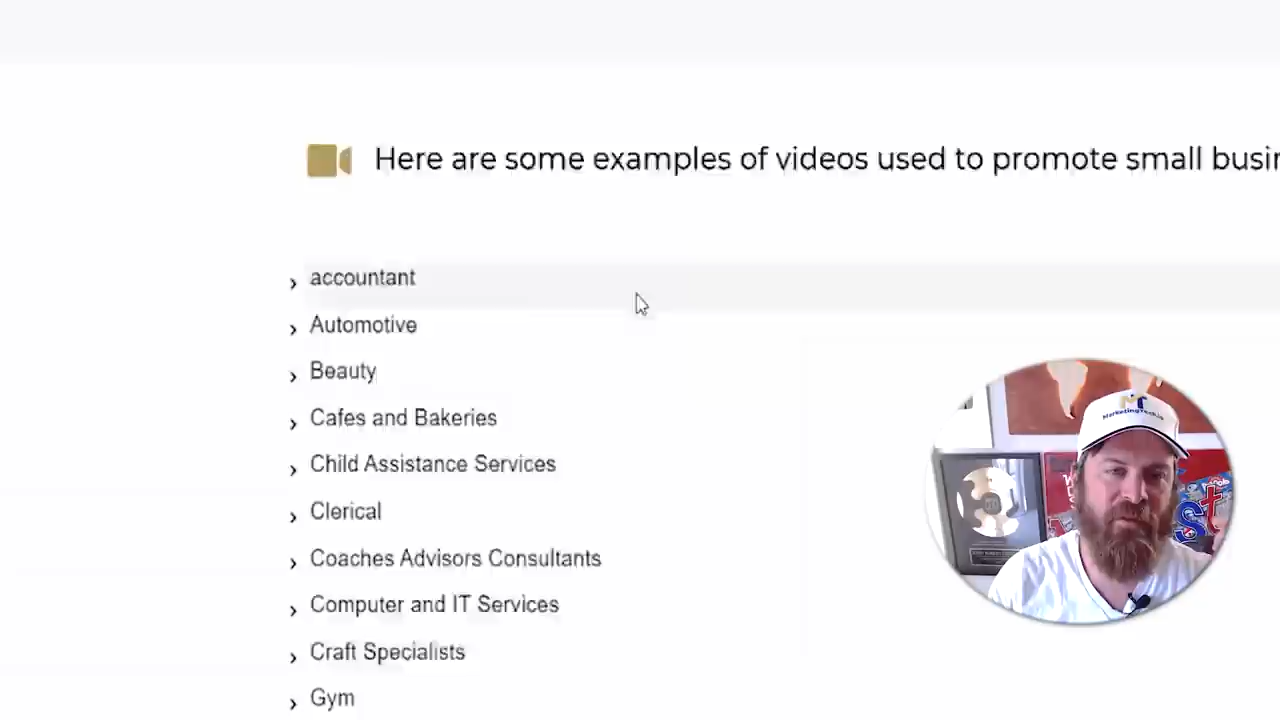 Here are some examples of videos used to promote small busin
accountant
Automotive
Beauty
Cafes and Bakeries
Child Assistance Services
Clerical
Coaches Advisors Consultants
Computer and IT Services
Craft Specialists
Gym